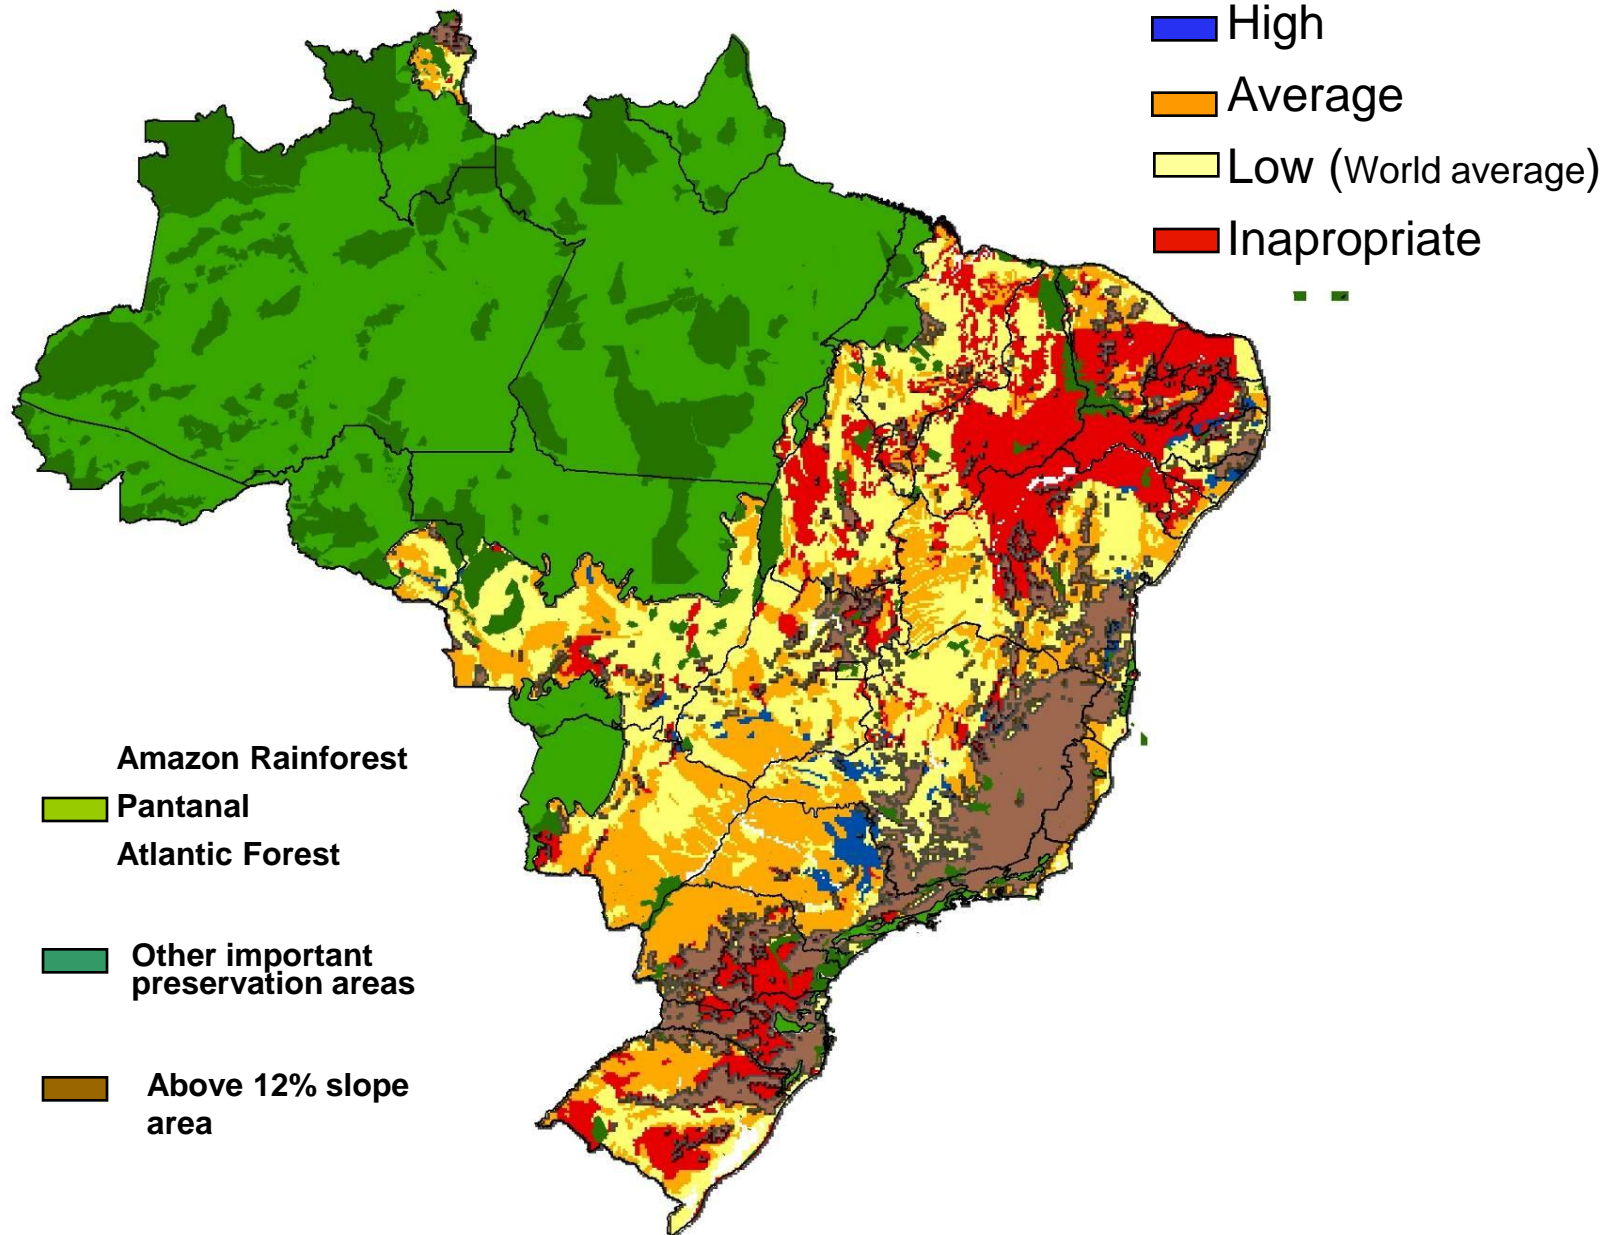 High
Average
Low (World average)
Inapropriate
Amazon Rainforest
Pantanal
Atlantic Forest
Other important
preservation areas
Above 12% slope
area